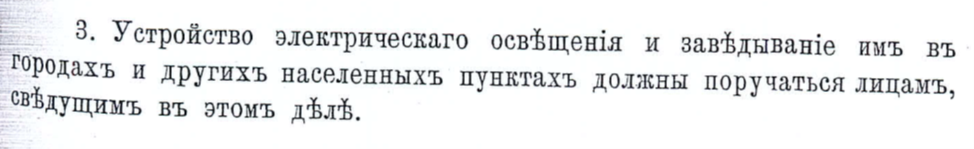 3. Устройство электрическаго освѣщенія и завѣдываніе имъ въ
городахъ и другихъ населенныхъ пунктахъ должны поручаться лицамъ,
свѣдущимъ въ этомъ дѣлѣ.